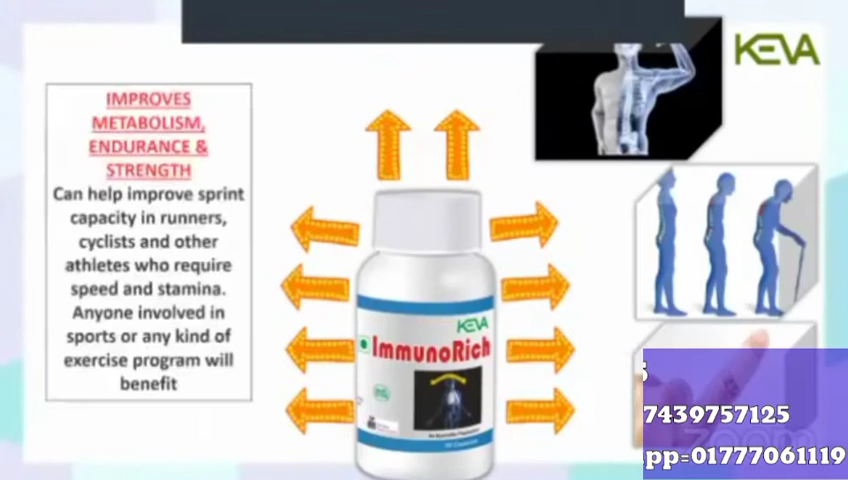 KEVA
IMPROVES
METABOLISM,
ENDURANCE &
STRENGTH
Can help improve sprint
capacity in runners,
cyclists and other
athletes who require
speed and stamina.
Anyone involved in
sports or any kind of
exercise program will
benefit
KEVA
ImmunoRich
7439757125
zoom
pp=01777061119